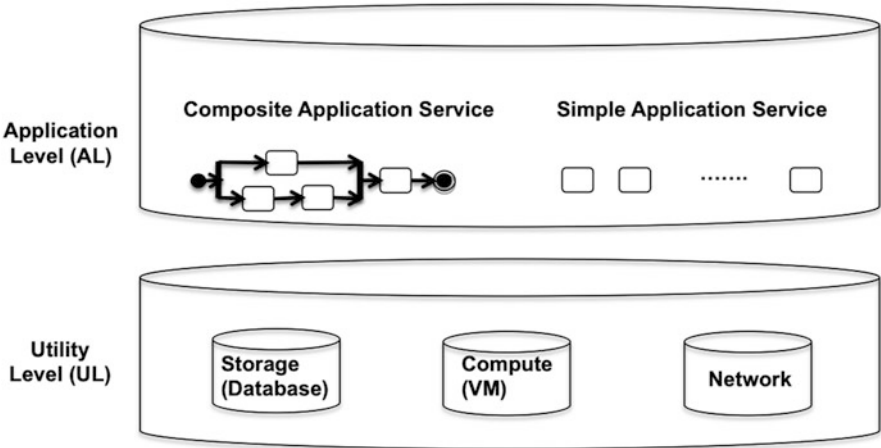 Composite Application Service
Simple Application Service
Application
Level (AL)
.......
Utility
Level (UL)
Storage
(Database)
Compute
(VM)
Network